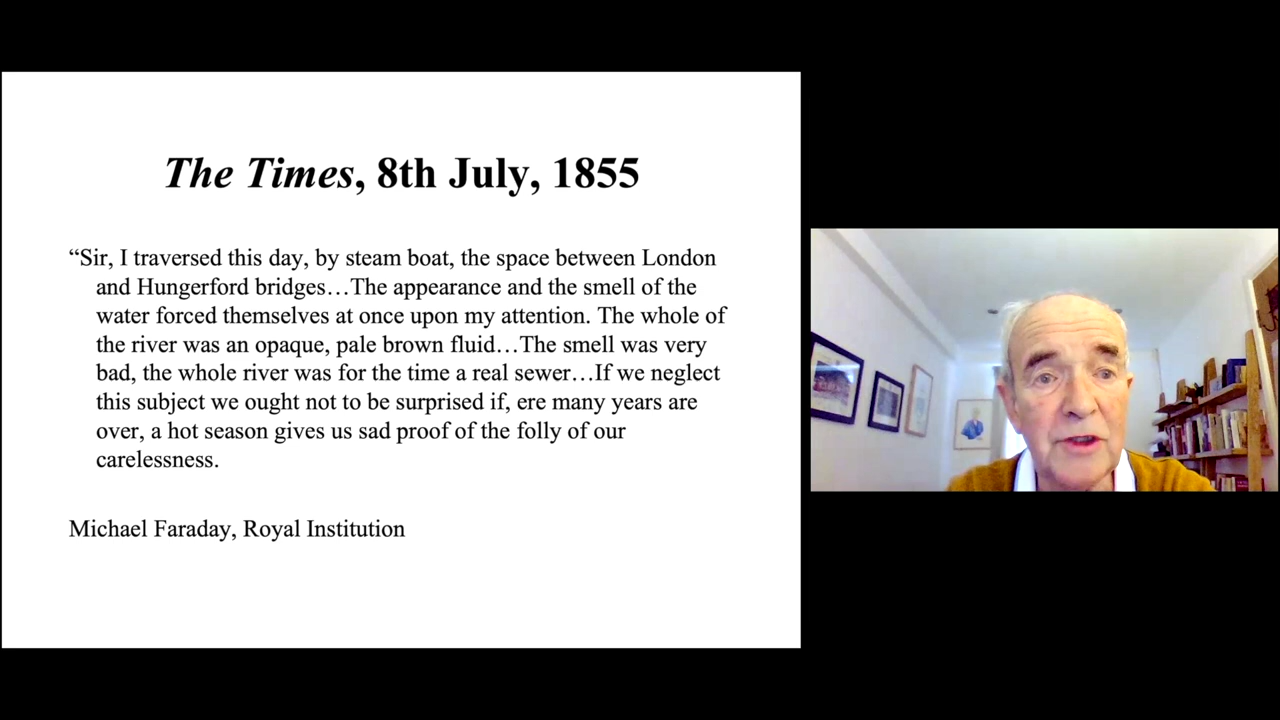 The Times, 8th July, 1855
“Sir, I traversed this day, by steam boat, the space between London
and Hungerford bridges…The appearance and the smell of the
water forced themselves at once upon my attention. The whole of
the river was an opaque, pale brown fluid…The smell was very
bad, the whole river was for the time a real sewer…If we neglect
this subject we ought not to be surprised if, ere many years are
over, a hot season gives us sad proof of the folly of our
carelessness.
Michael Faraday, Royal Institution